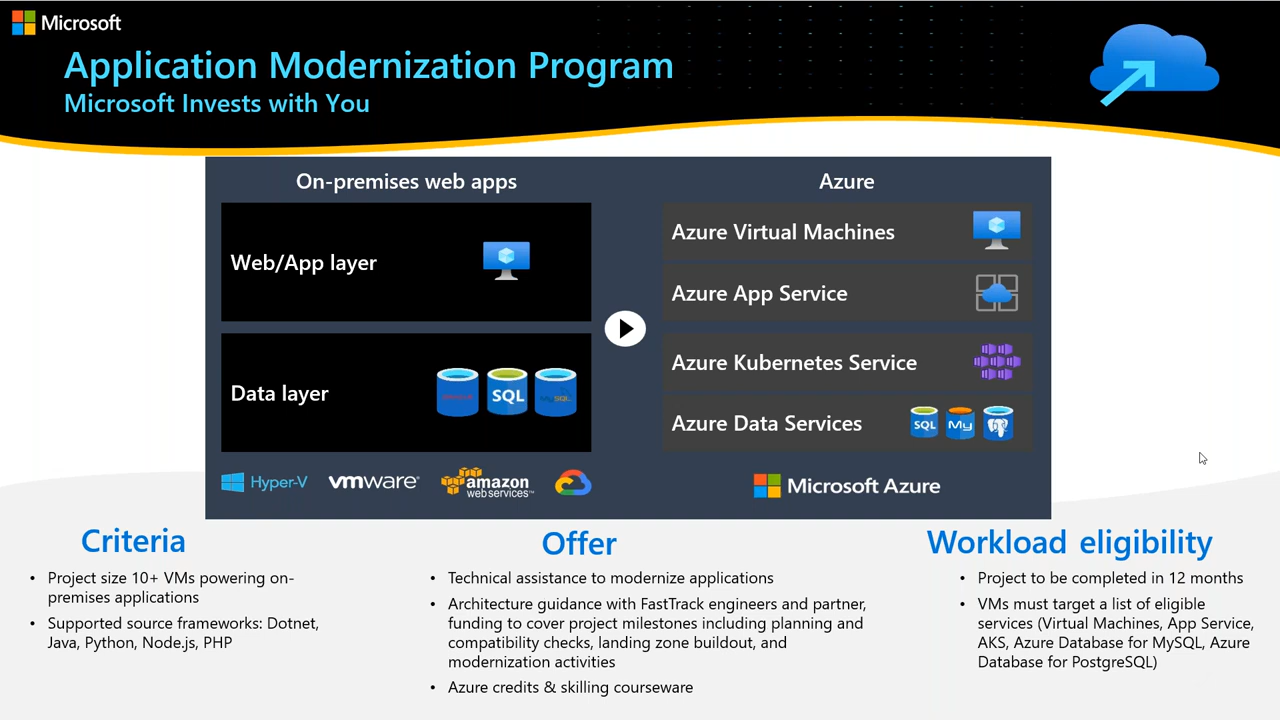 Microsoft
Application Modernization Program
Microsoft Invests with You
On-premises web apps
Web/App layer
Data layer
SQL
Hyper-V
vmware®
amazon
web services™
Azure
Azure Virtual Machines
Azure App Service
Azure Kubernetes Service
Azure Data Services
SQL
My
Microsoft Azure
Criteria
• Project size 10+ VMs powering on-
premises applications
• Supported source frameworks: Dotnet,
Java, Python, Node.js, PHP
Offer
• Technical assistance to modernize applications
• Architecture guidance with FastTrack engineers and partner,
funding to cover project milestones including planning and
compatibility checks, landing zone buildout, and
modernization activities
• Azure credits & skilling courseware
Workload eligibility
• Project to be completed in 12 months
• VMs must target a list of eligible
services (Virtual Machines, App Service,
AKS, Azure Database for MySQL, Azure
Database for PostgreSQL)